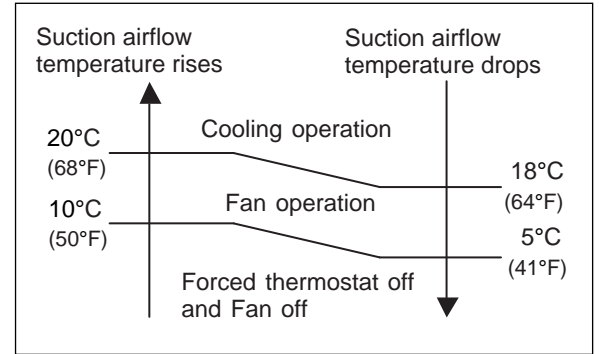 Suction airflow
temperature rises
Suction airflow
temperature drops
Cooling operation
20°C
(68°F)
18°C
(64°F)
10°C
(50°F)
Fan operation
5°C
(41°F)
Forced thermostat off
and Fan off